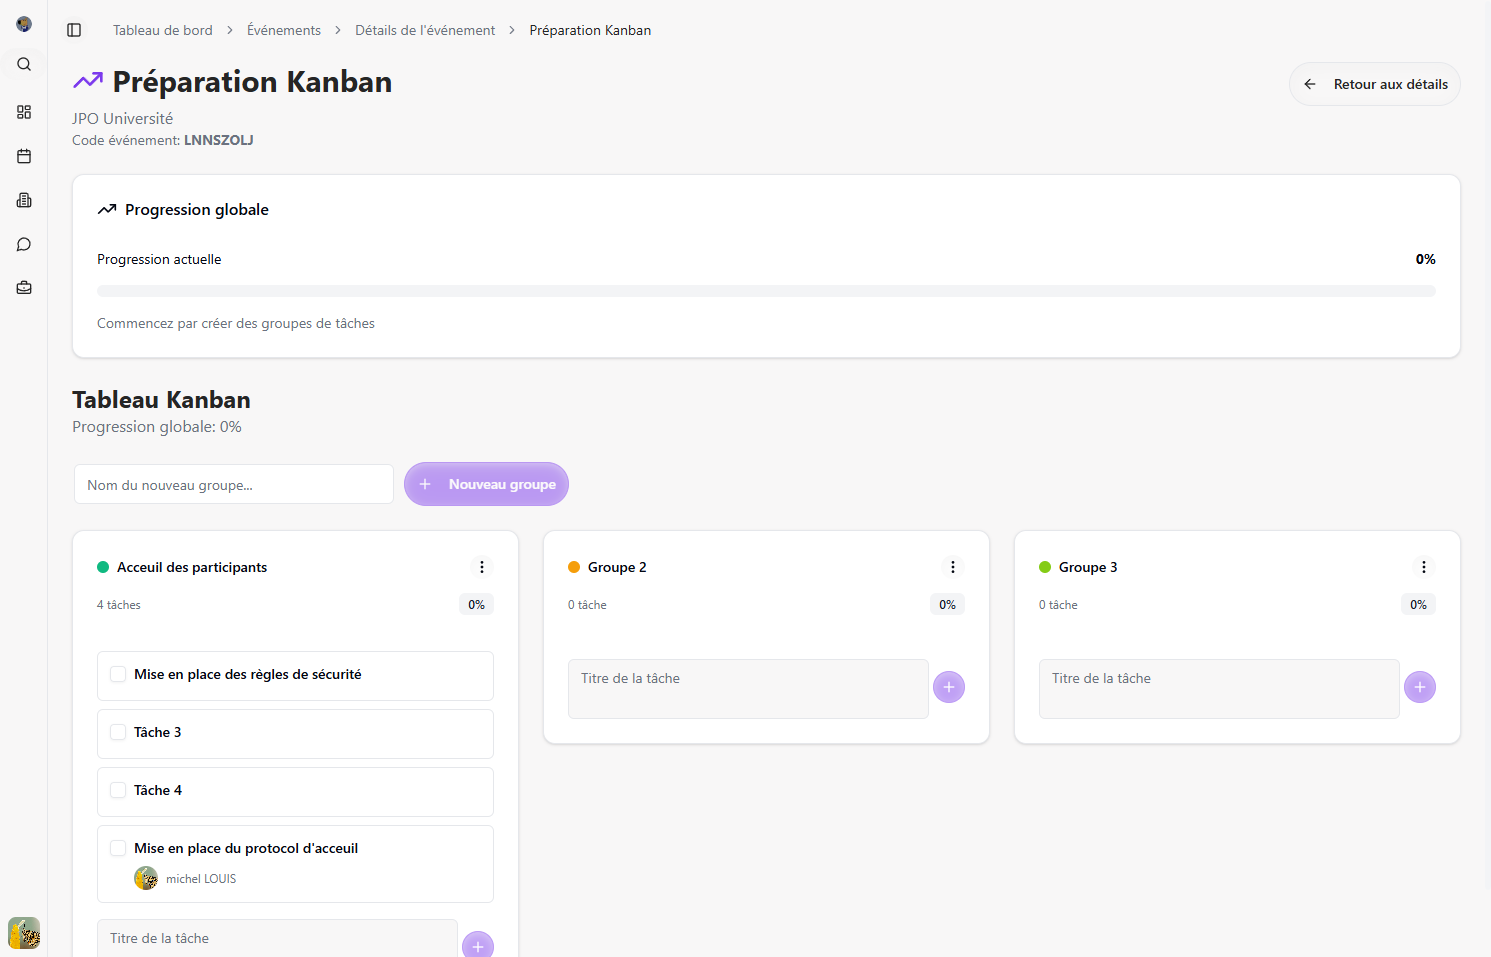 Tableau de bord > Événements > Détails de l'événement > Préparation Kanban
Préparation Kanban
Retour aux détails
JPO Université
Code événement: LNNSZOLJ
Progression globale
Progression actuelle 0%
Commencez par créer des groupes de tâches
Tableau Kanban
Progression globale: 0%
Nom du nouveau groupe...
+ Nouveau groupe
Acceuil des participants
4 tâches 0%
Mise en place des règles de sécurité
Tâche 3
Tâche 4
Mise en place du protocol d'acceuil
michel LOUIS
Titre de la tâche
Groupe 2
0 tâche 0%
Titre de la tâche
Groupe 3
0 tâche 0%
Titre de la tâche